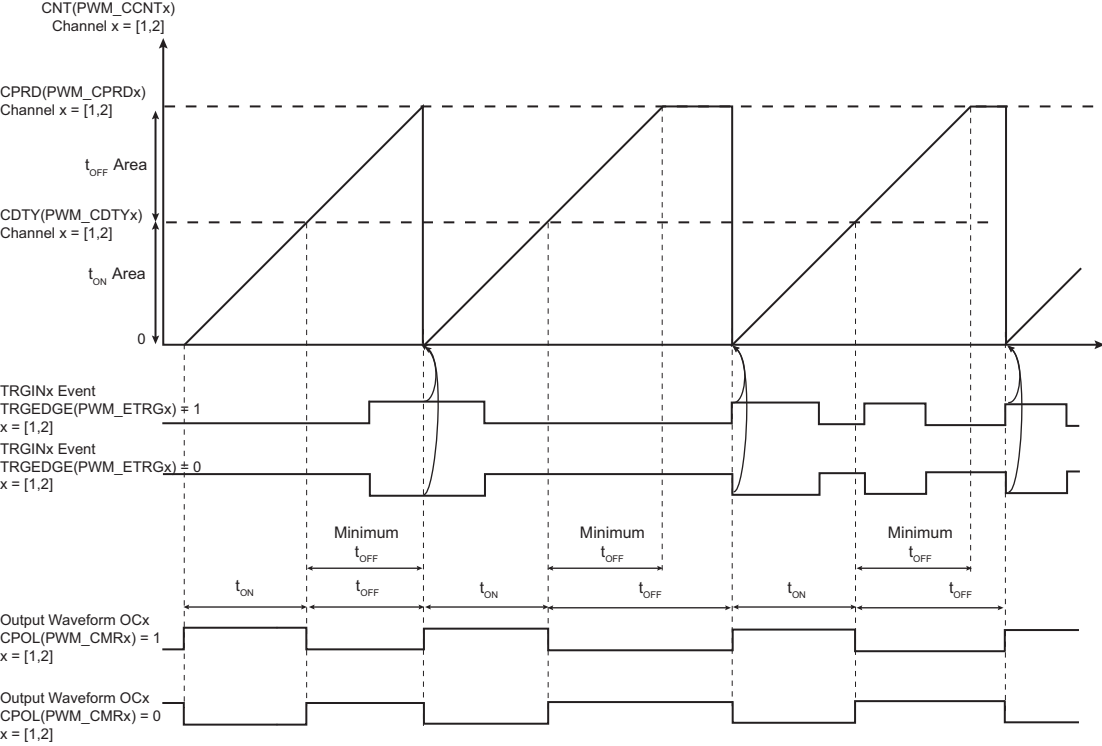 CNT(PWM_CCNTx)
Channel x = [1,2]
CPRD(PWM_CPRDx)
Channel x = [1,2]
tOFF Area
CDTY(PWM_CDTYx)
Channel x = [1,2]
tON Area
0
TRGINx Event
TRGEDGE(PWM_ETRGx) = 1
x = [1,2]
TRGINx Event
TRGEDGE(PWM_ETRGx) = 0
x = [1,2]
Minimum
tOFF
Minimum
tOFF
Minimum
tOFF
tON
tOFF
tON
tOFF
tON
tOFF
Output Waveform OCx
CPOL(PWM_CMRx) = 1
x = [1,2]
Output Waveform OCx
CPOL(PWM_CMRx) = 0
x = [1,2]